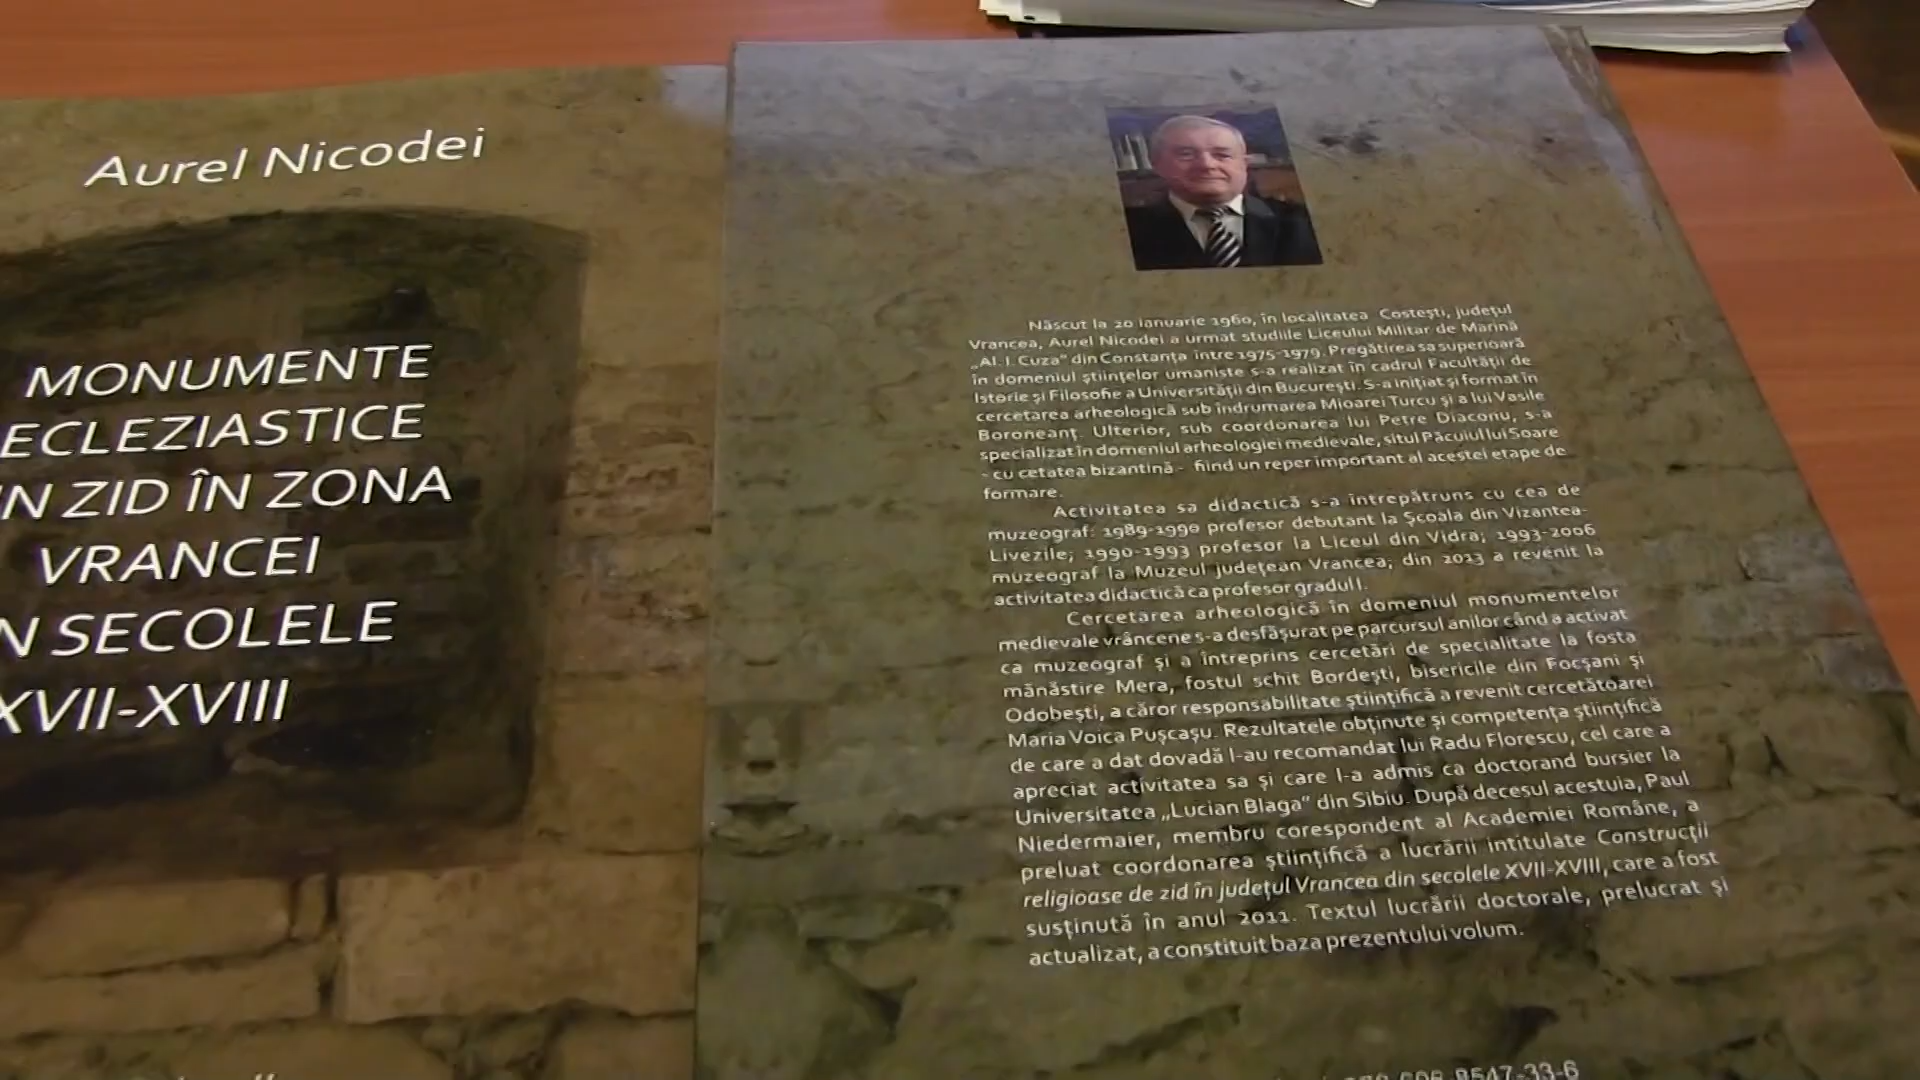 Aurel Nicodei
MONUMENTE
ECLEZIASTICE
ZID ÎN ZONA
VRANCEI
SECOLELE
XVII-XVIII
Născut la 20 ianuarie 1960, în localitatea Costești, județul
Vrancea, Aurel Nicodei a urmat studiile Liceului Militar de Marină
„Al. I. Cuza” din Constanța între 1975-1979. Pregătirea sa superioară
în domeniul științelor umaniste s-a realizat în cadrul Facultății de
Istorie și Filosofie a Universității din București. S-a inițiat și format în
cercetarea arheologică sub îndrumarea Mioarei Turcu și a lui Vasile
Boroneanț. Ulterior, sub coordonarea lui Petre Diaconu, s-a
specializat în domeniul arheologiei medievale, situl Păcuiul lui Soare
- cu cetatea bizantină - fiind un reper important al acestei etape de
formare.
Activitatea sa didactică s-a întrepătruns cu cea de
muzeograf: 1989-1990 profesor debutant la Școala din Vizantea-
Livezile; 1990-1993 profesor la Liceul din Vidra; 1993-2006
muzeograf la Muzeul județean Vrancea; din 2013 a revenit la
activitatea didactică ca profesor gradul I.
Cercetarea arheologică în domeniul monumentelor
medievale vrâncene s-a desfășurat pe parcursul anilor când a activat
ca muzeograf și a întreprins cercetări de specialitate la fosta
mănăstire Mera, fostul schit Bordești, bisericile din Focșani și
Odobești, a căror responsabilitate științifică a revenit cercetătoarei
Maria Voica Pușcașu. Rezultatele obținute și competența științifică
de care a dat dovadă l-au recomandat lui Radu Florescu, cel care a
apreciat activitatea sa și care l-a admis ca doctorand bursier la
Universitatea „Lucian Blaga” din Sibiu. După decesul acestuia, Paul
Niedermaier, membru corespondent al Academiei Române, a
preluat coordonarea științifică a lucrării intitulate Construcții
religioase de zid în județul Vrancea din secolele XVII-XVIII, care a fost
susținută în anul 2011. Textul lucrării doctorale, prelucrat și
actualizat, a constituit baza prezentului volum.
8547-33-6